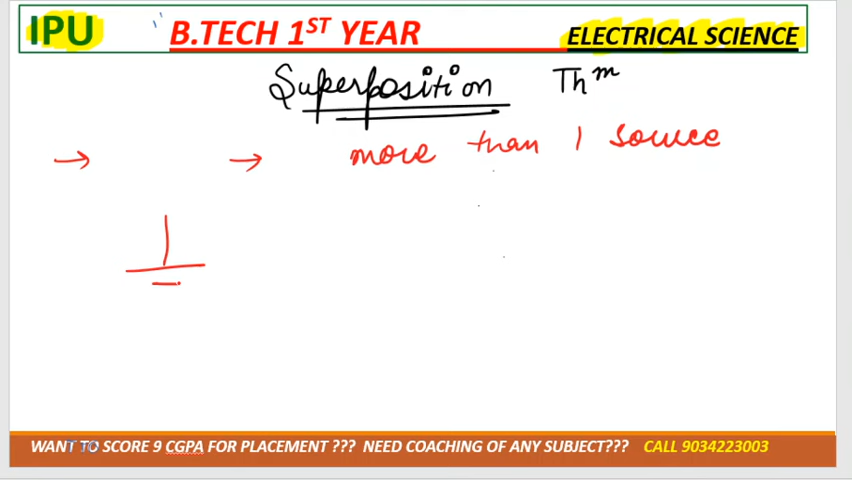 IPU B.TECH 1ST YEAR ELECTRICAL SCIENCE
Superposition Thm
→ → more than 1 source
WANT TO SCORE 9 CGPA FOR PLACEMENT ??? NEED COACHING OF ANY SUBJECT??? CALL 9034223003